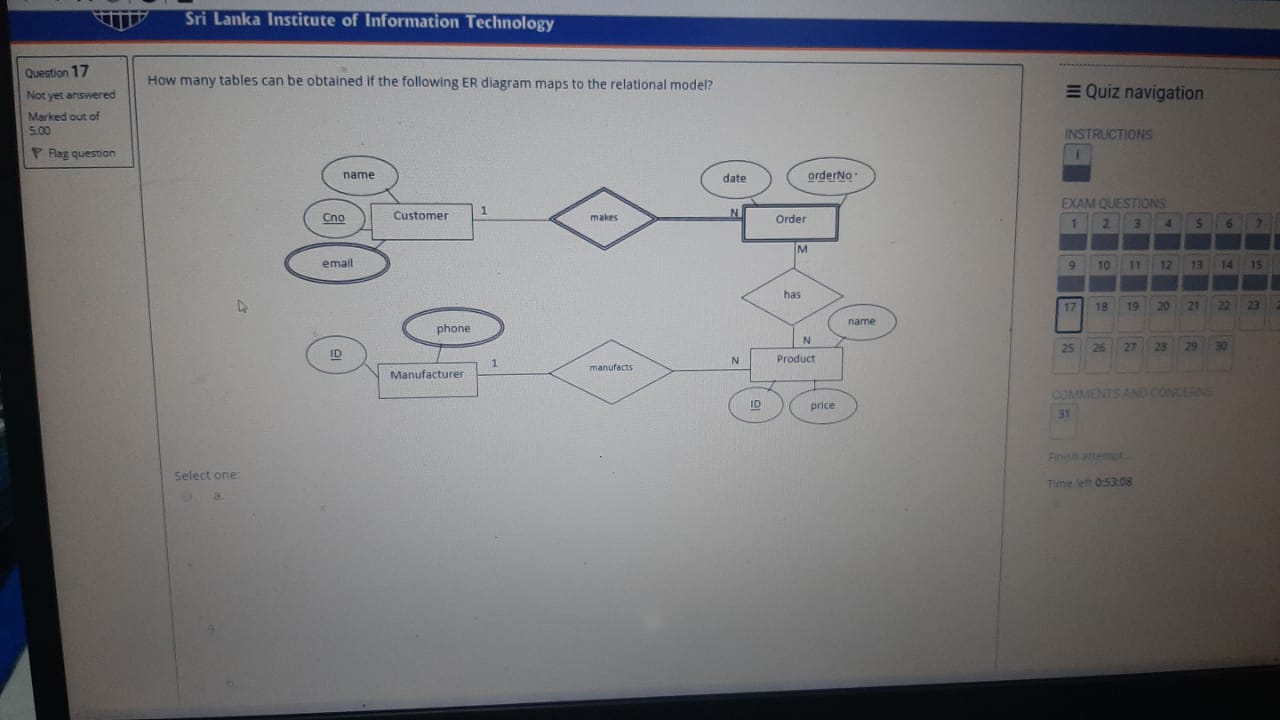 Sri Lanka Institute of Information Technology
Question 17
Not yet answered
Marked out of
5.00
Flag question
How many tables can be obtained if the following ER diagram maps to the relational model?
name
Cno
email
Customer
1
makes
N
date
orderNo
Order
M
has
N
name
Product
ID
price
phone
ID
Manufacturer
1
manufacts
N
Select one:
a.
9
b.
Quiz navigation
INSTRUCTIONS
i
EXAM QUESTIONS
1 2 3 4 5 6 7
9 10 11 12 13 14 15
17 18 19 20 21 22 23
25 26 27 28 29 30
COMMENTS AND CONCERNS
31
Finish attempt...
Time left 0:53:08